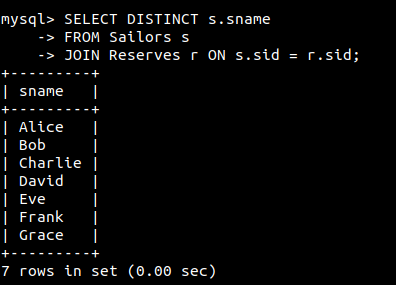 mysql> SELECT DISTINCT s.sname
    -> FROM Sailors s
    -> JOIN Reserves r ON s.sid = r.sid;
+---------+
| sname   |
+---------+
| Alice   |
| Bob     |
| Charlie |
| David   |
| Eve     |
| Frank   |
| Grace   |
+---------+
7 rows in set (0.00 sec)